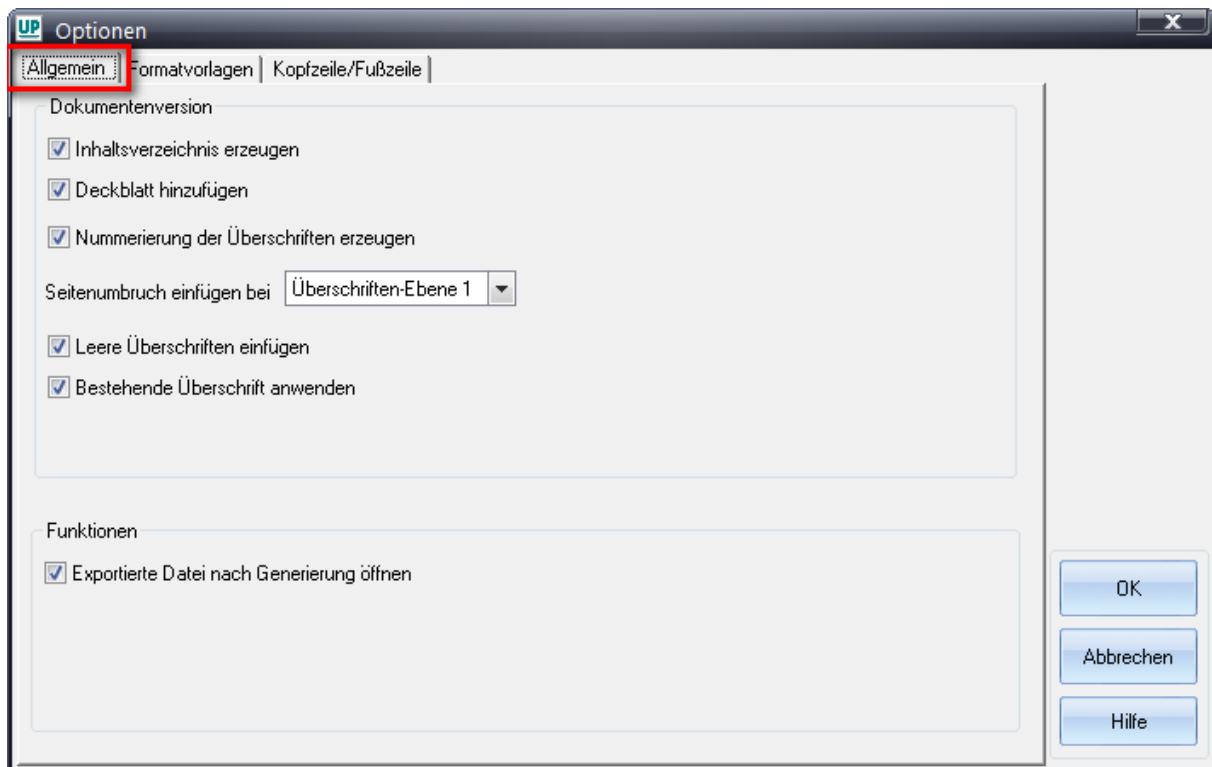 UP Optionen X
Allgemein Formatvorlagen Kopfzeile/Fußzeile
Dokumentenversion
Inhaltsverzeichnis erzeugen
Deckblatt hinzufügen
Nummerierung der Überschriften erzeugen
Seitenumbruch einfügen bei Überschriften-Ebene 1
Leere Überschriften einfügen
Bestehende Überschrift anwenden
Funktionen
Exportierte Datei nach Generierung öffnen
OK
Abbrechen
Hilfe